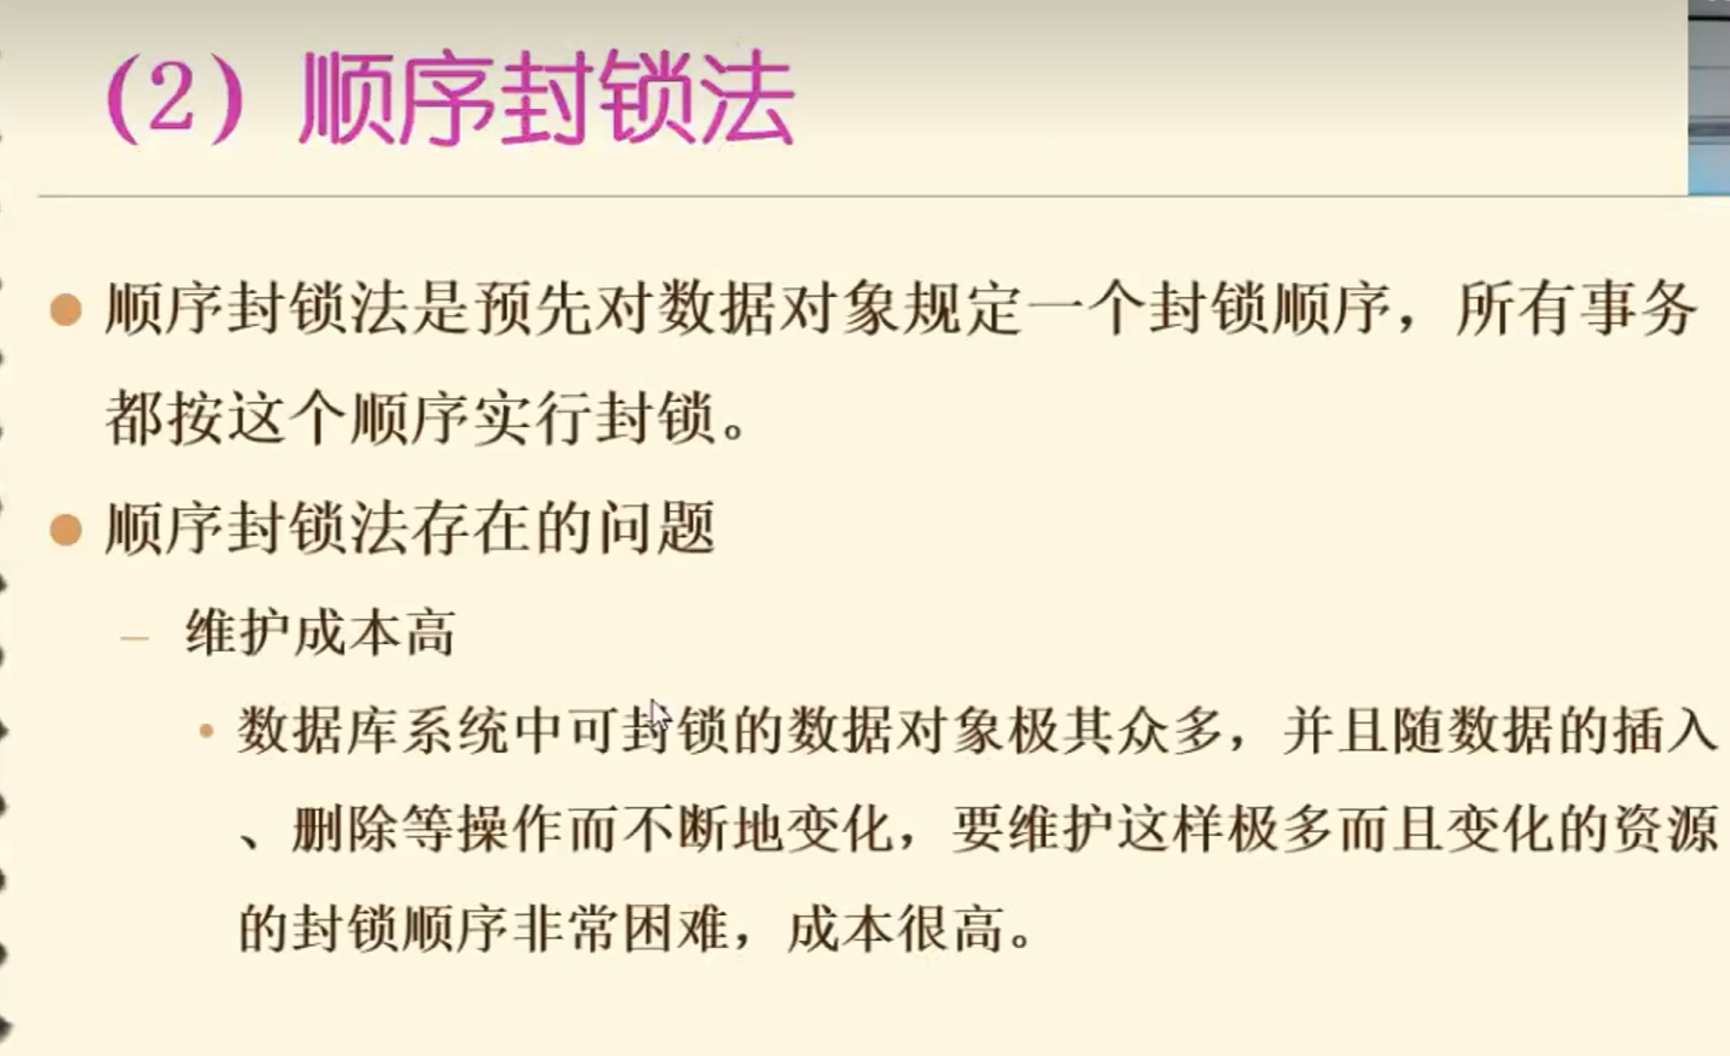 （2）顺序封锁法
顺序封锁法是预先对数据对象规定一个封锁顺序，所有事务
都按这个顺序实行封锁。
顺序封锁法存在的问题
– 维护成本高
• 数据库系统中可封锁的数据对象极其众多，并且随数据的插入
、删除等操作而不断地变化，要维护这样极多而且变化的资源
的封锁顺序非常困难，成本很高。